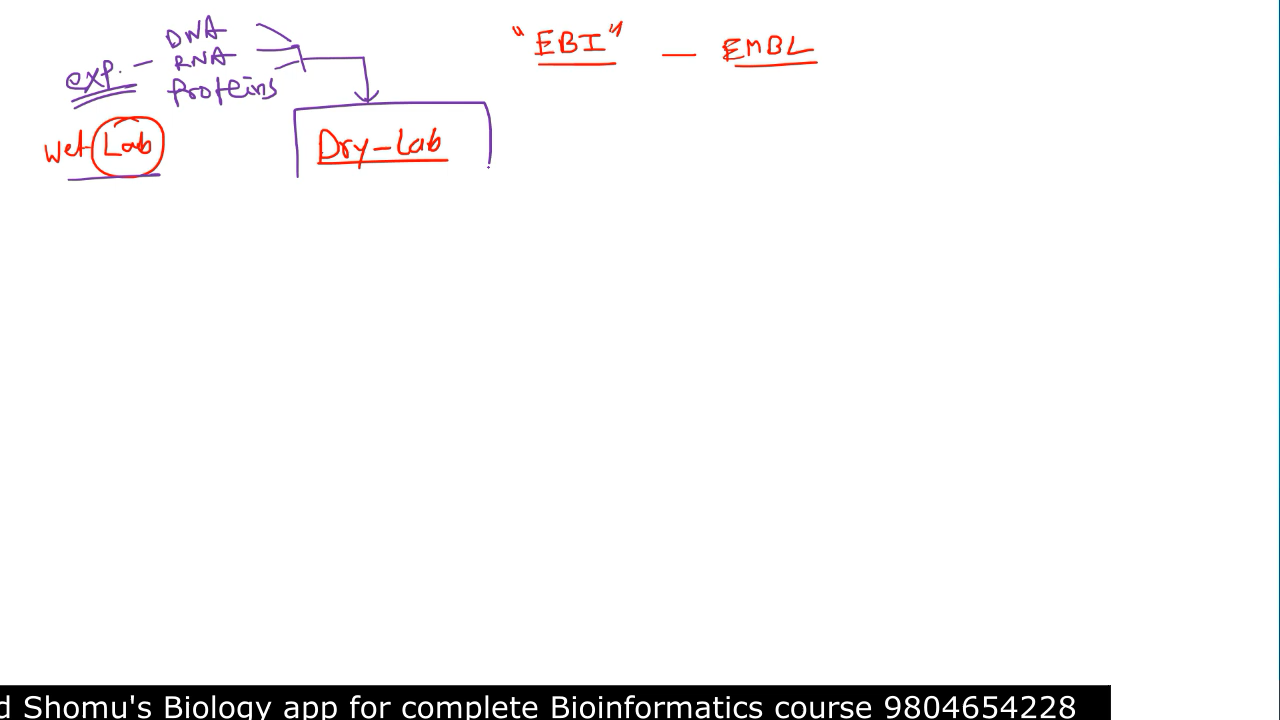 DNA
exp. — RNA
Proteins
Wet Lab
Dry-Lab
"EBI" — EMBL
d Shomu's Biology app for complete Bioinformatics course 9804654228